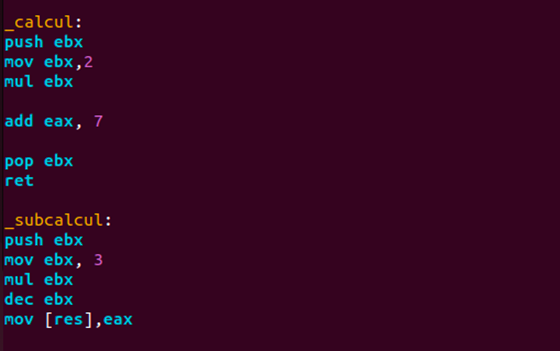 _calcul:
push ebx
mov ebx,2
mul ebx
add eax, 7
pop ebx
ret
_subcalcul:
push ebx
mov ebx, 3
mul ebx
dec ebx
mov [res],eax